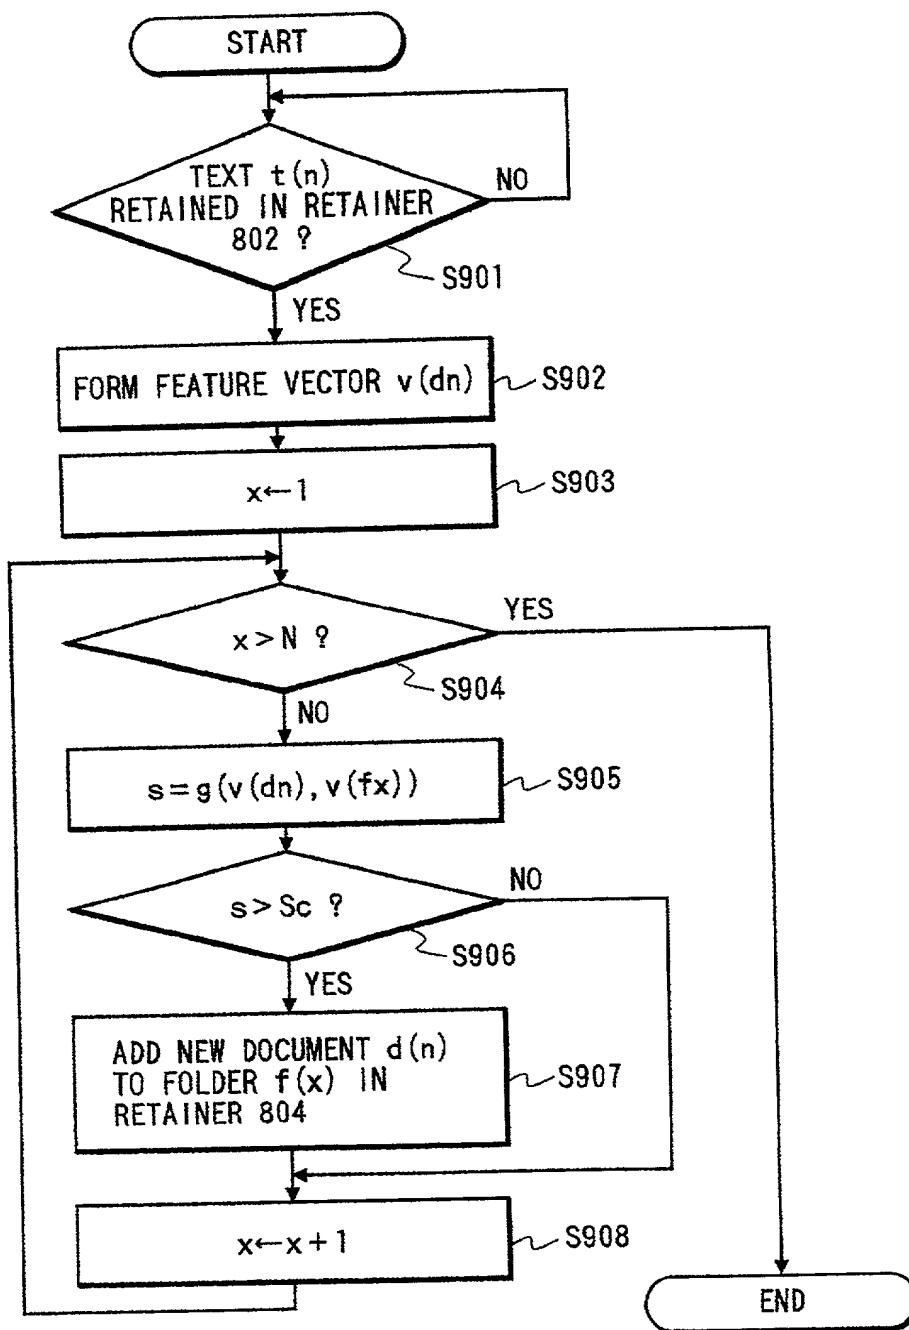 START
TEXT t(n)
RETAINED IN RETAINER
802 ?
NO
S901
YES
FORM FEATURE VECTOR v(dn)
S902
x←1
S903
x>N ?
YES
S904
NO
s=g(v(dn),v(fx))
S905
s>Sc ?
NO
S906
YES
ADD NEW DOCUMENT d(n)
TO FOLDER f(x) IN
RETAINER 804
S907
x←x+1
S908
END